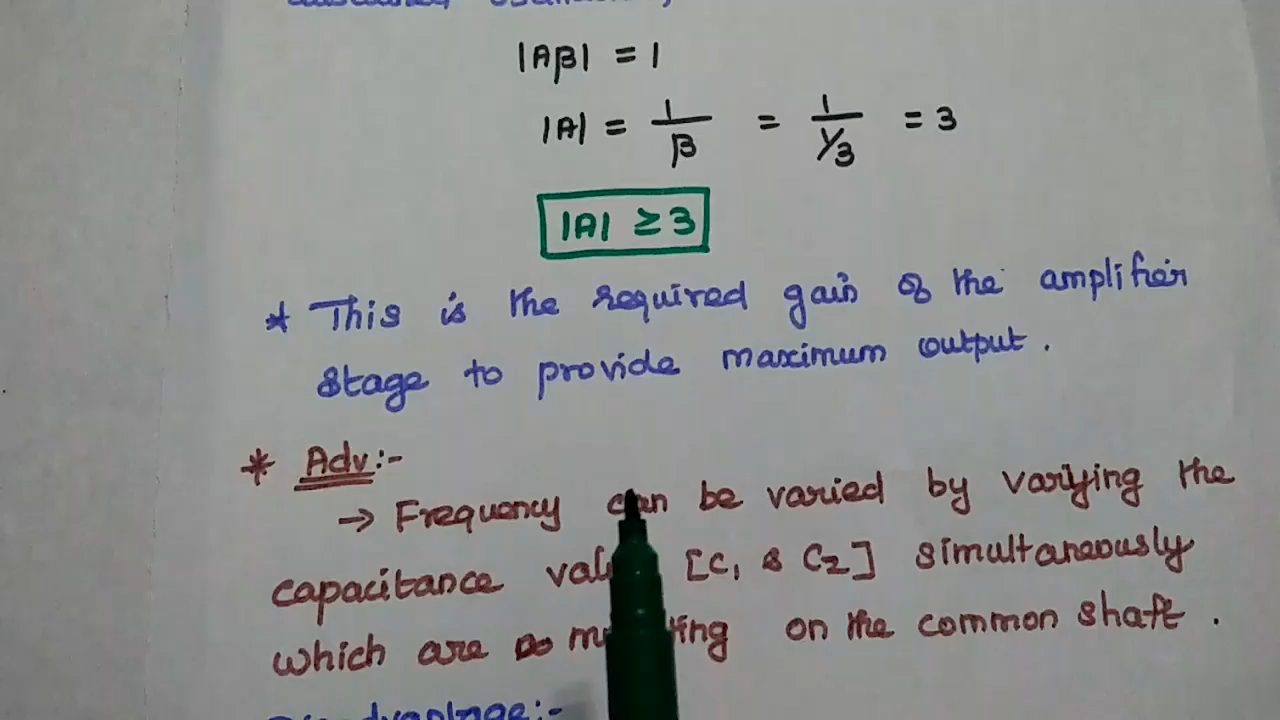 |Aβ| = 1
|A| = 1/β = 1/(1/3) = 3
|A| ≥ 3
* This is the required gain of the amplifier
stage to provide maximum output.
* Adv:-
→ Frequency can be varied by varying the
capacitance [C1 & C2] simultaneously
which are on the common shaft.